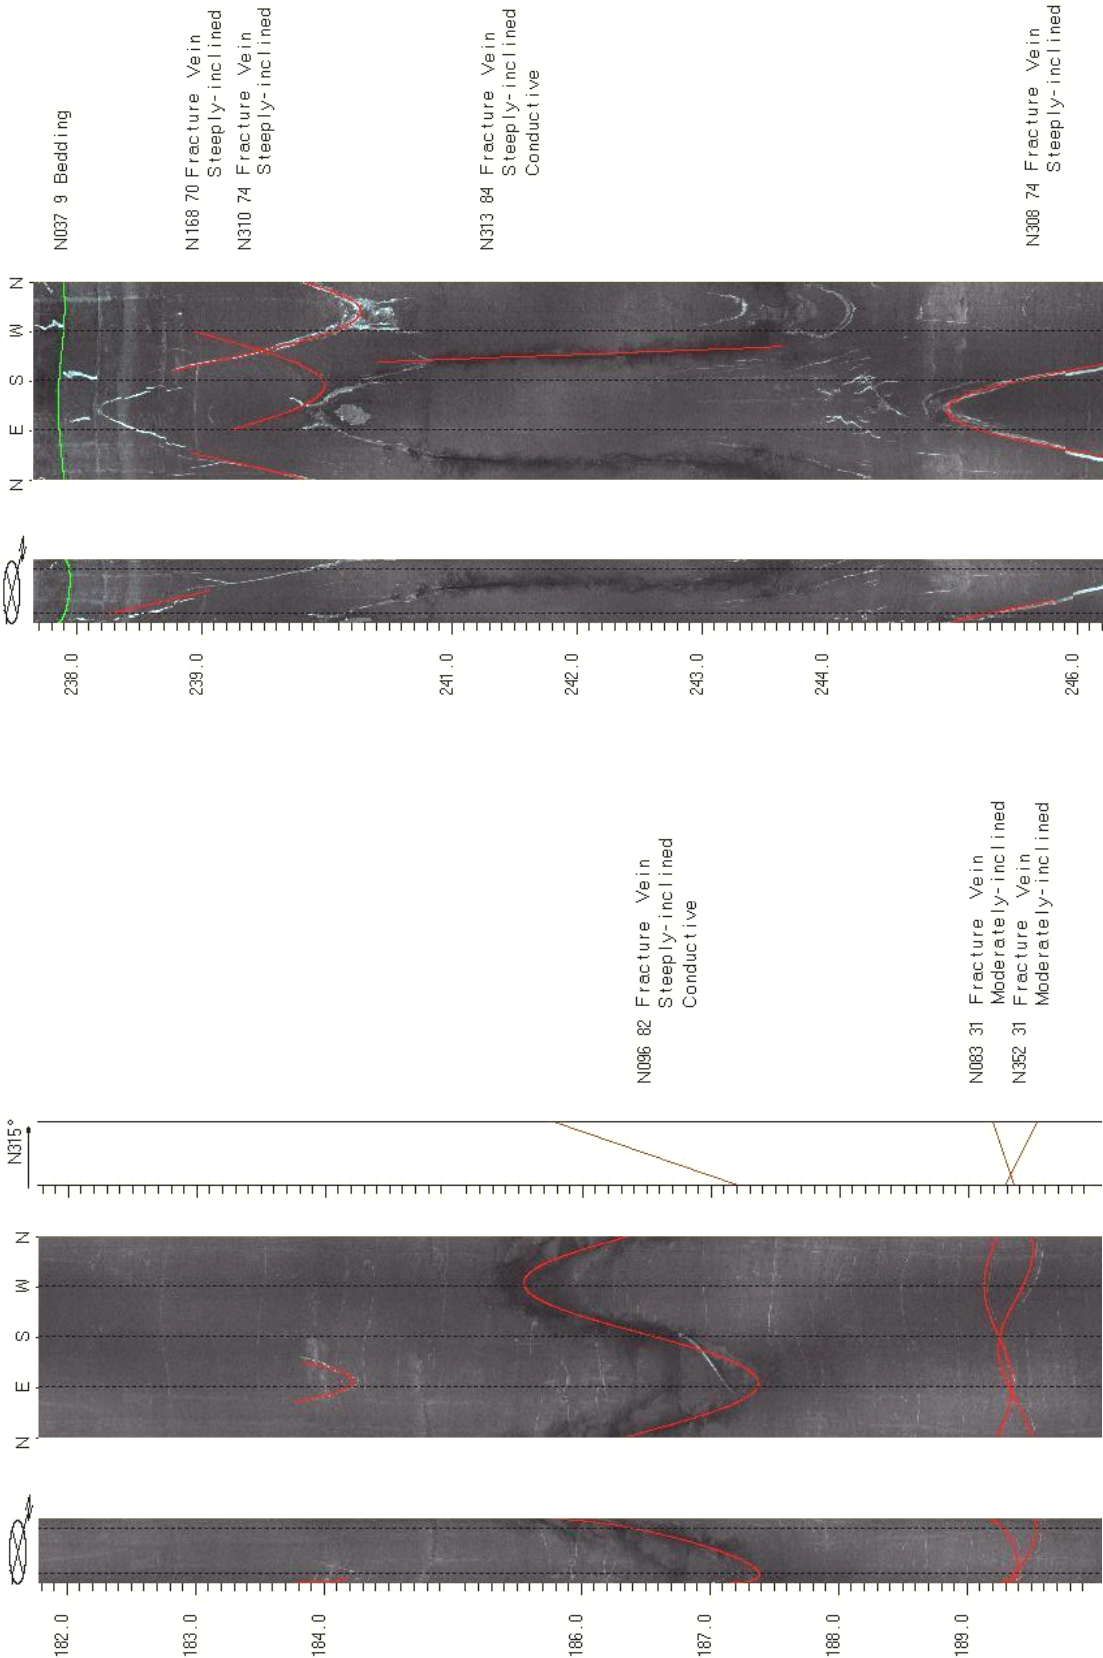 N037 9 Bedding
N168 70 Fracture Vein
Steeply-inclined
N310 74 Fracture Vein
Steeply-inclined
N313 84 Fracture Vein
Steeply-inclined
Conductive
N308 74 Fracture Vein
Steeply-inclined
N E S W N
238.0
239.0
241.0
242.0
243.0
244.0
246.0
N096 82 Fracture Vein
Steeply-inclined
Conductive
N083 31 Fracture Vein
Moderately-inclined
N352 31 Fracture Vein
Moderately-inclined
N315°
N E S W N
182.0
183.0
184.0
186.0
187.0
188.0
189.0